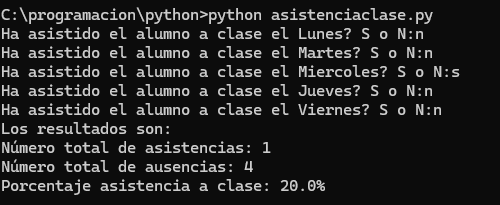 C:\programacion\python>python asistenciaclase.py
Ha asistido el alumno a clase el Lunes? S o N:n
Ha asistido el alumno a clase el Martes? S o N:n
Ha asistido el alumno a clase el Miercoles? S o N:s
Ha asistido el alumno a clase el Jueves? S o N:n
Ha asistido el alumno a clase el Viernes? S o N:n
Los resultados son:
Número total de asistencias: 1
Número total de ausencias: 4
Porcentaje asistencia a clase: 20.0%